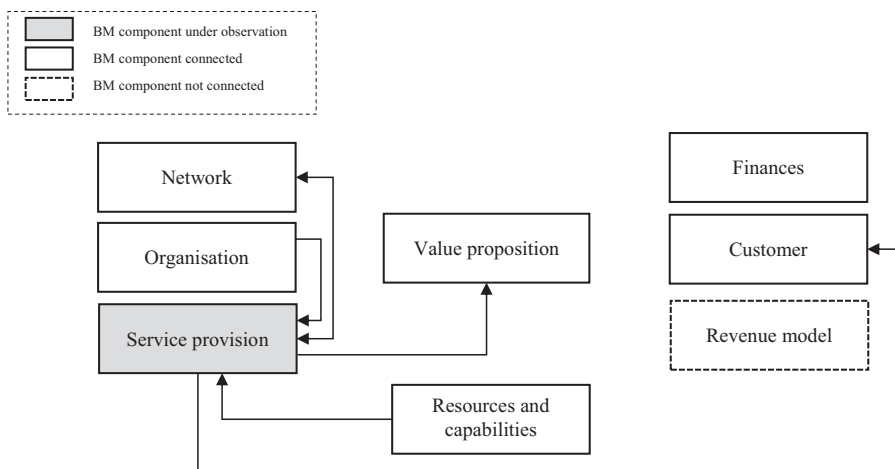 BM component under observation
BM component connected
BM component not connected
Network
Finances
Value proposition
Organisation
Customer
Service provision
Revenue model
Resources and
capabilities